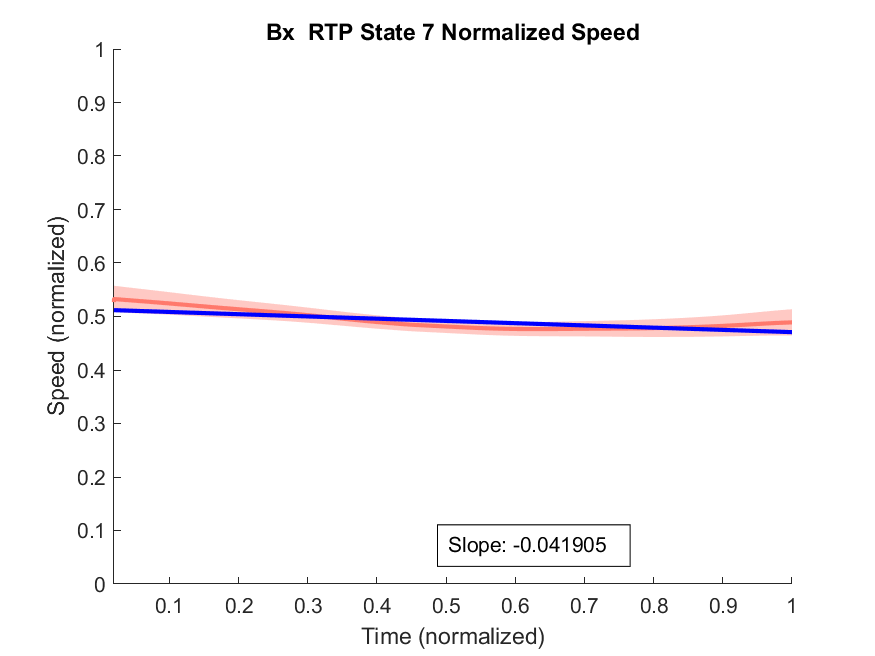 Bx  RTP State 7 Normalized Speed
1
0.9
0.8
0.7
0.6
0.5
0.4
0.3
0.2
0.1
0
Speed (normalized)
Slope: -0.041905
0.1 0.2 0.3 0.4 0.5 0.6 0.7 0.8 0.9 1
Time (normalized)